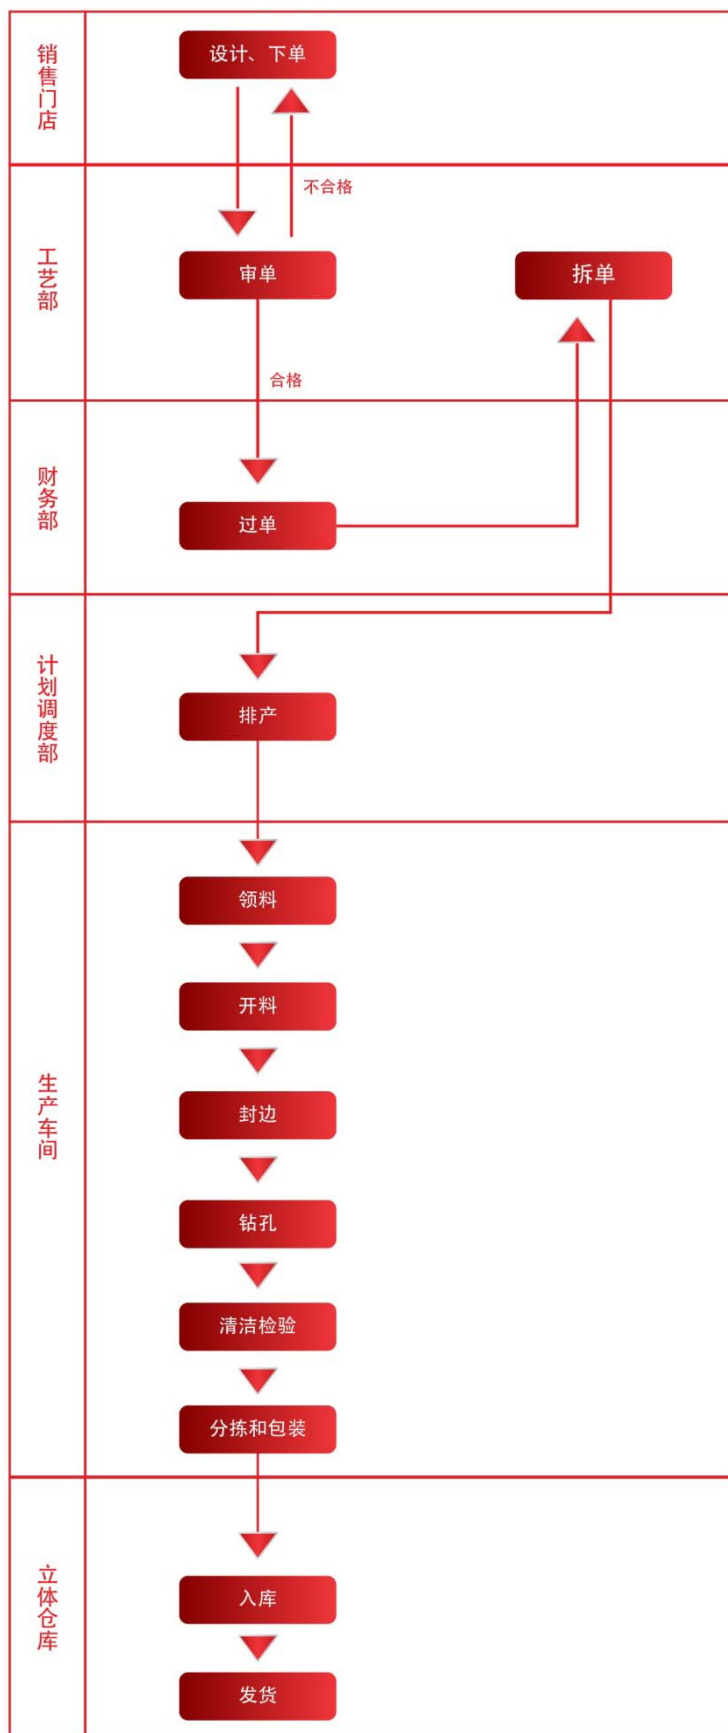 销售门店
设计、下单
不合格
工艺部
审单
拆单
合格
财务部
过单
计划调度部
排产
生产车间
领料
开料
封边
钻孔
清洁检验
分拣和包装
立体仓库
入库
发货